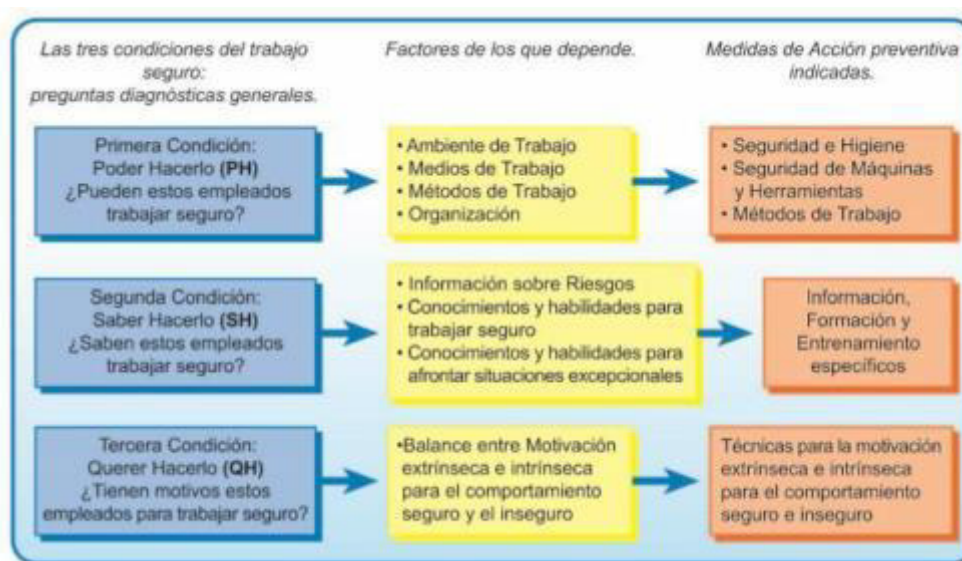 Las tres condiciones del trabajo
seguro:
preguntas diagnósticas generales.
Factores de los que depende.
Medidas de Acción preventiva
indicadas.
Primera Condición:
Poder Hacerlo (PH)
¿Pueden estos empleados
trabajar seguro?
• Ambiente de Trabajo
• Medios de Trabajo
• Métodos de Trabajo
• Organización
• Seguridad e Higiene
• Seguridad de Máquinas
y Herramientas
• Métodos de Trabajo
Segunda Condición:
Saber Hacerlo (SH)
¿Saben estos empleados
trabajar seguro?
• Información sobre Riesgos
• Conocimientos y habilidades para
trabajar seguro
• Conocimientos y habilidades para
afrontar situaciones excepcionales
Información,
Formación y
Entrenamiento
específicos
Tercera Condición:
Querer Hacerlo (QH)
¿Tienen motivos estos
empleados para trabajar seguro?
•Balance entre Motivación
extrínseca e intrínseca
para el comportamiento
seguro y el inseguro
Técnicas para la motivación
extrínseca e intrínseca
para el comportamiento
seguro e inseguro